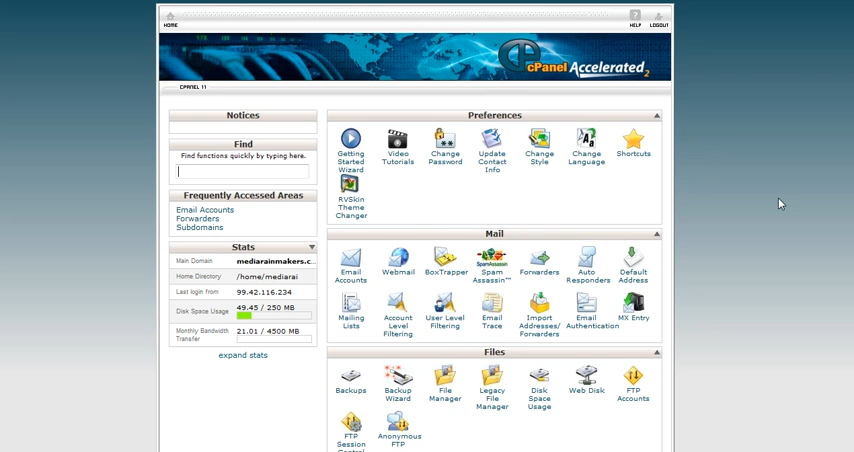 HOME
HELP
LOGOUT
cPanel Accelerated2
CPANEL 11
Notices
Find
Find functions quickly by typing here.
Frequently Accessed Areas
Email Accounts
Forwarders
Subdomains
Stats
Main Domain mediarainmakers.c...
Home Directory /home/mediarai
Last login from 99.42.116.234
Disk Space Usage 49.45 / 250 MB
Monthly Bandwidth Transfer 21.01 / 4500 MB
expand stats
Preferences
Getting Started Wizard
Video Tutorials
Change Password
Update Contact Info
Change Style
Change Language
Shortcuts
RVSkin Theme Changer
Mail
Email Accounts
Webmail
BoxTrapper
Spam Assassin™
Forwarders
Auto Responders
Default Address
Mailing Lists
Account Level Filtering
User Level Filtering
Email Trace
Import Addresses/ Forwarders
Email Authentication
MX Entry
Files
Backups
Backup Wizard
File Manager
Legacy File Manager
Disk Space Usage
Web Disk
FTP Accounts
FTP Session Control
Anonymous FTP